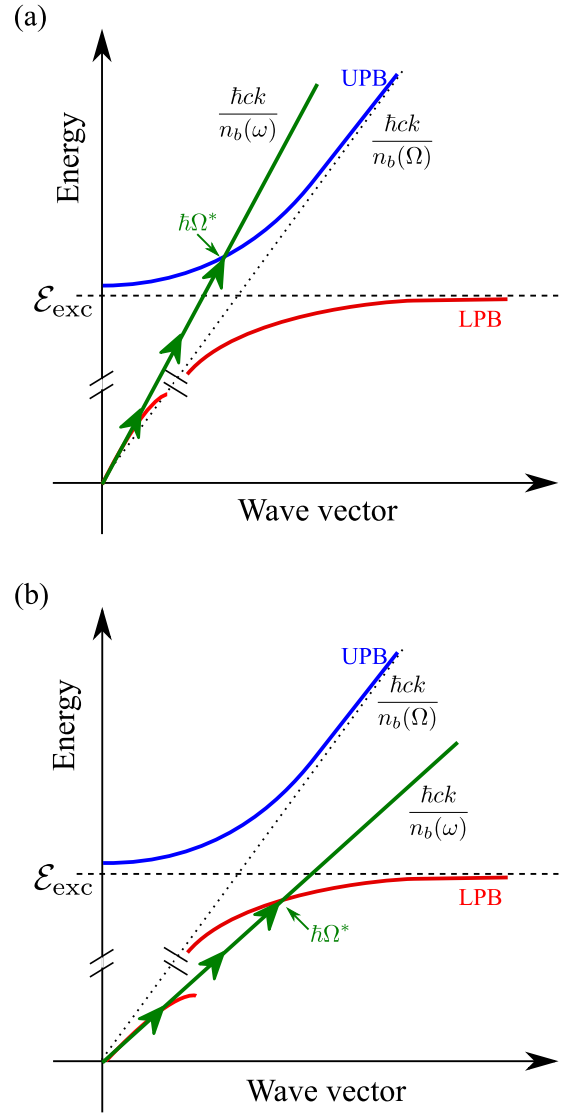 (a)
Energy
UPB
ħck
n_b(ω)
ħck
n_b(Ω)
ħΩ*
ℰ_exc
LPB
Wave vector
(b)
Energy
UPB
ħck
n_b(Ω)
ħck
n_b(ω)
ℰ_exc
LPB
ħΩ*
Wave vector